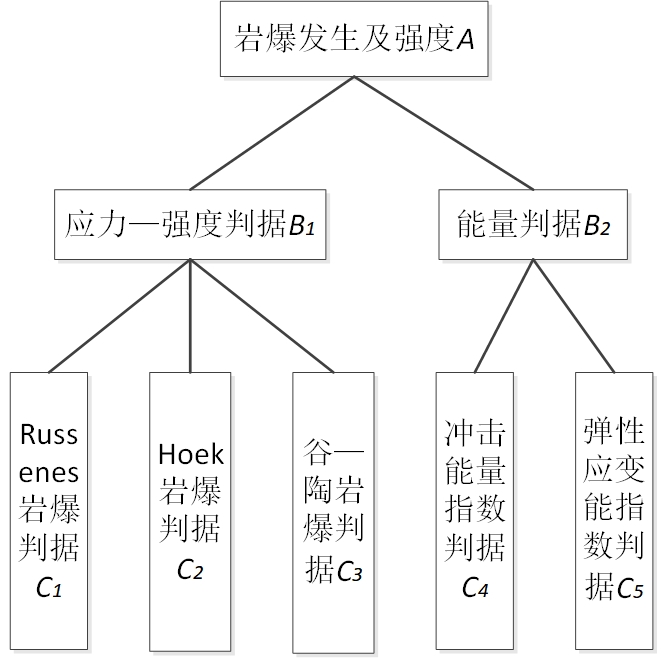 岩爆发生及强度A
应力—强度判据B1
能量判据B2
Russ
enes
岩爆
判据
C1
Hoek
岩爆
判据
C2
谷—
陶岩
爆判
据C3
冲击
能量
指数
判据
C4
弹性
应变
能指
数判
据C5